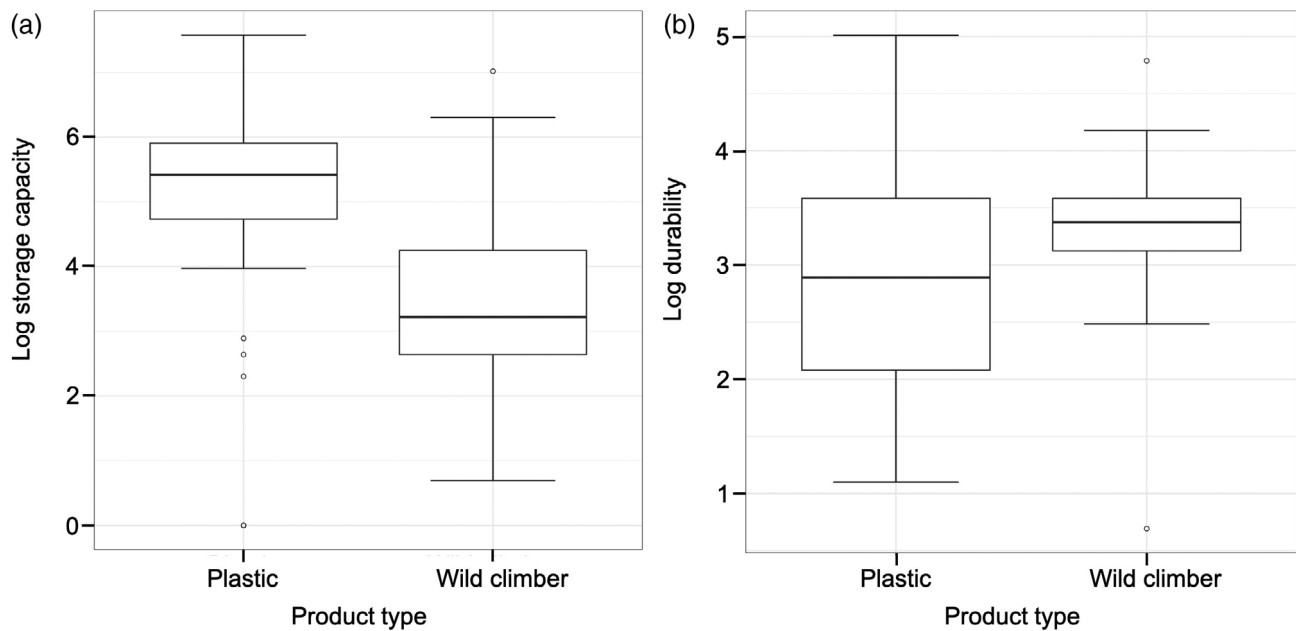 (a)
Log storage capacity
6
4
2
0
Plastic Wild climber
Product type
(b)
Log durability
5
4
3
2
1
Plastic Wild climber
Product type